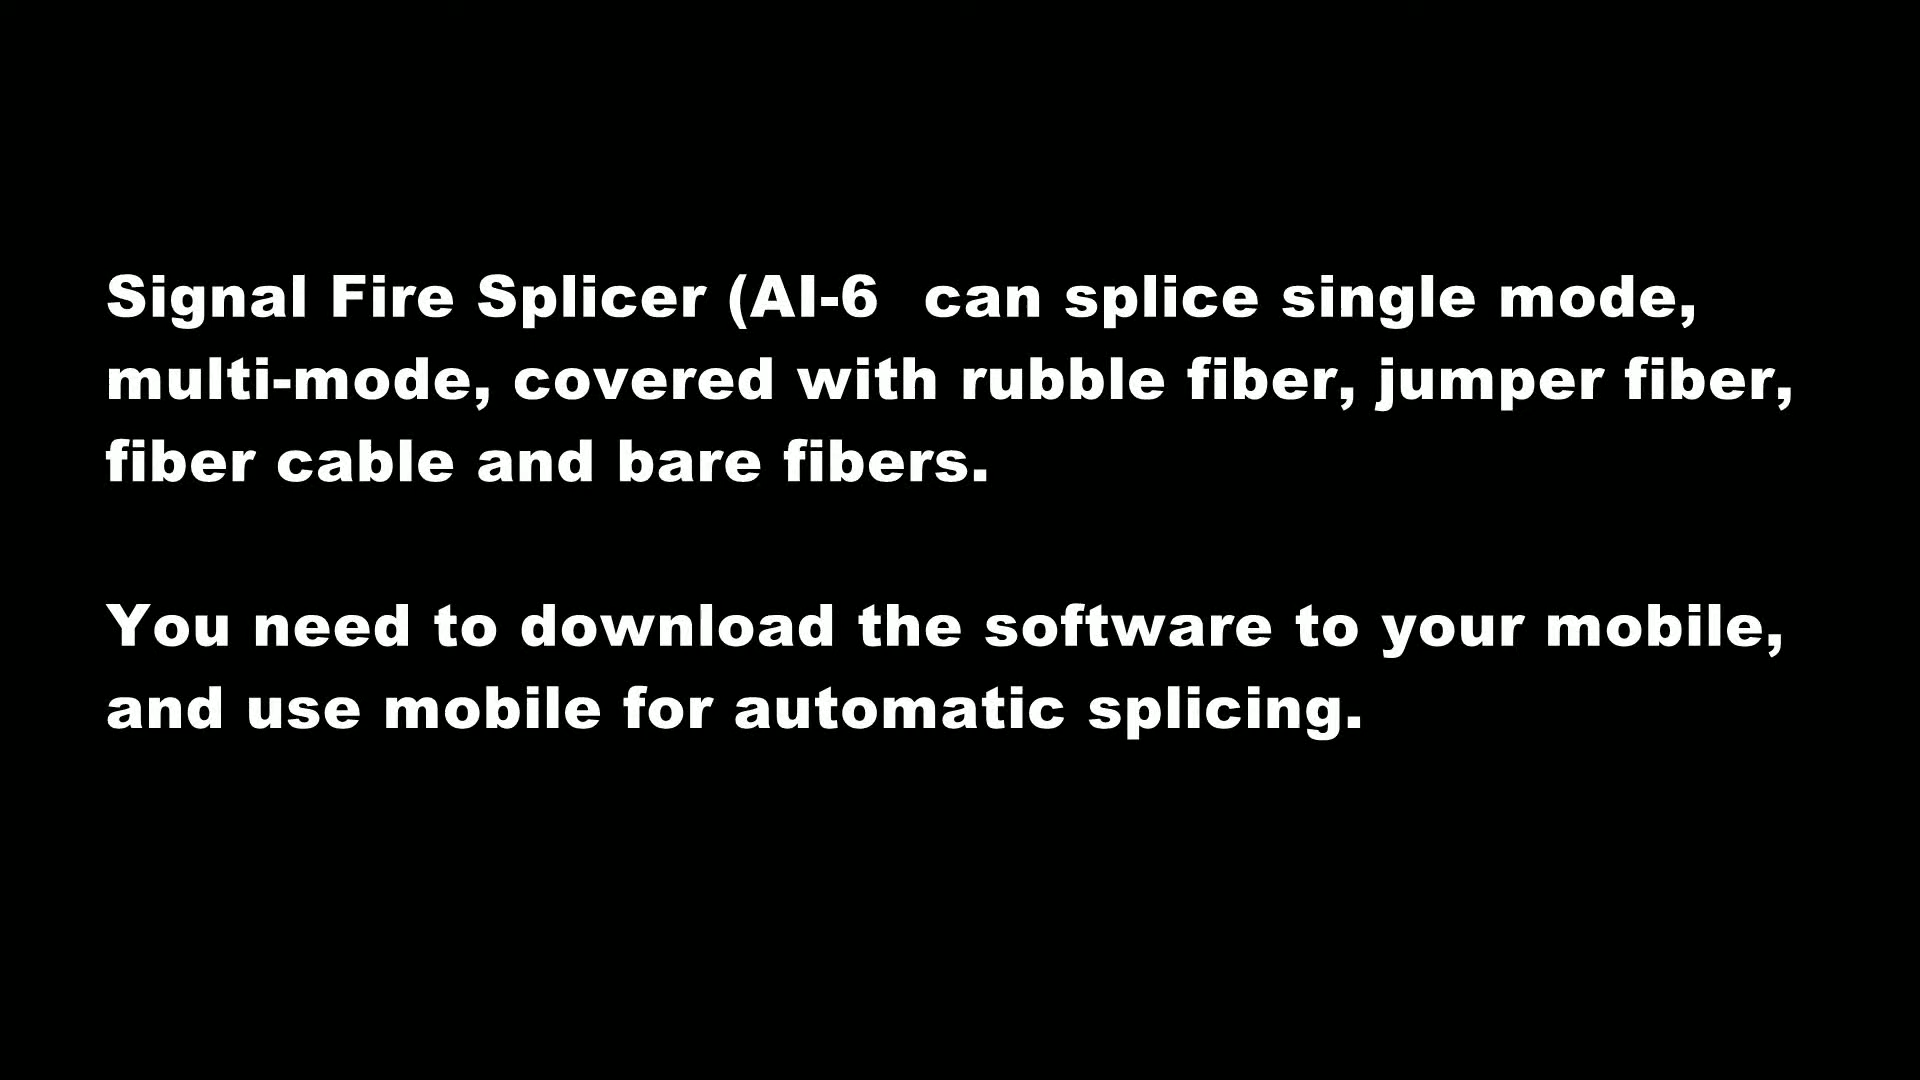 Signal Fire Splicer (AI-6  can splice single mode,
multi-mode, covered with rubble fiber, jumper fiber,
fiber cable and bare fibers.
You need to download the software to your mobile,
and use mobile for automatic splicing.